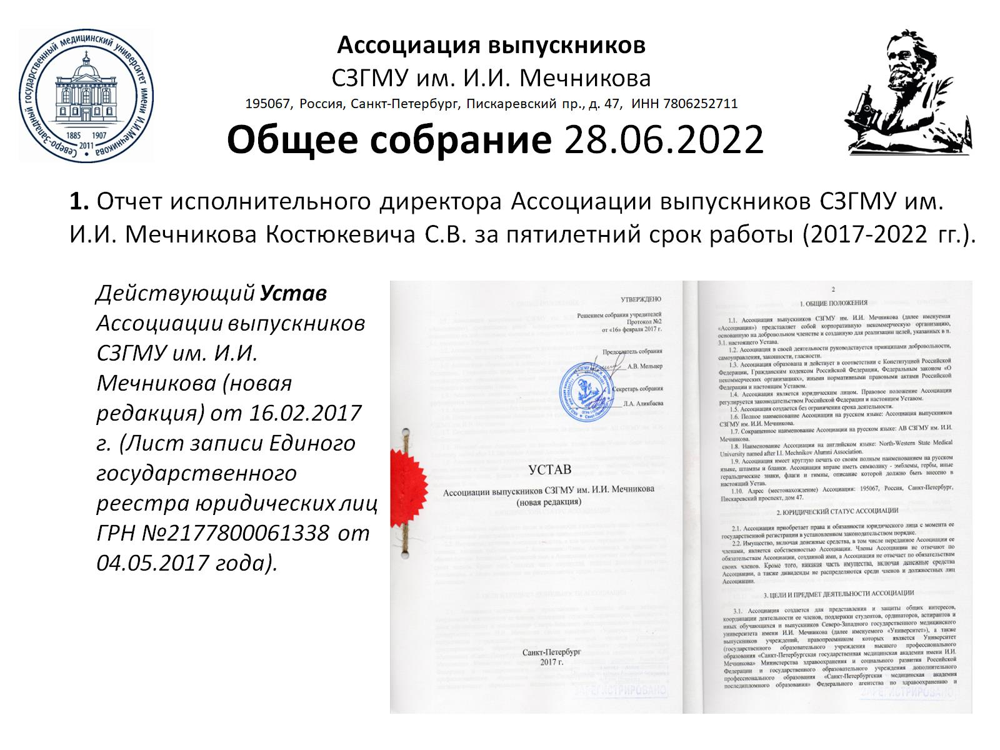 Северо-Западный государственный медицинский университет имени И.И.Мечникова
1885 1907
2011
Ассоциация выпускников
СЗГМУ им. И.И. Мечникова
195067, Россия, Санкт-Петербург, Пискаревский пр., д. 47, ИНН 7806252711
Общее собрание 28.06.2022
1. Отчет исполнительного директора Ассоциации выпускников СЗГМУ им.
И.И. Мечникова Костюкевича С.В. за пятилетний срок работы (2017-2022 гг.).
Действующий Устав
Ассоциации выпускников
СЗГМУ им. И.И.
Мечникова (новая
редакция) от 16.02.2017
г. (Лист записи Единого
государственного
реестра юридических лиц
ГРН №2177800061338 от
04.05.2017 года).
УТВЕРЖДЕНО
Решением собрания учредителей
Протокол №2
от «16» февраля 2017 г.
Председатель собрания
А.В. Мельцер
Секретарь собрания
Л.А. Аликбаева
УСТАВ
Ассоциации выпускников СЗГМУ им. И.И. Мечникова
(новая редакция)
Санкт-Петербург
2017 г.
ЗАРЕГИСТРИРОВАНО
2
1. ОБЩИЕ ПОЛОЖЕНИЯ
1.1. Ассоциация выпускников СЗГМУ им. И.И. Мечникова (далее именуемая
«Ассоциация») представляет собой корпоративную некоммерческую организацию,
основанную на добровольном членстве и созданную для реализации целей, указанных в п.
3.1. настоящего Устава.
1.2. Ассоциация в своей деятельности руководствуется принципами добровольности,
самоуправления, законности, гласности.
1.3. Ассоциация образована и действует в соответствии с Конституцией Российской
Федерации, Гражданским кодексом Российской Федерации, Федеральным законом «О
некоммерческих организациях», иными нормативными правовыми актами Российской
Федерации и настоящим Уставом.
1.4. Ассоциация является юридическим лицом. Правовое положение Ассоциации
регулируется законодательством Российской Федерации и настоящим Уставом.
1.5. Ассоциация создается без ограничения срока деятельности.
1.6. Полное наименование Ассоциации на русском языке: Ассоциация выпускников
СЗГМУ им. И.И. Мечникова.
1.7. Сокращенное наименование Ассоциации на русском языке: АВ СЗГМУ им. И.И.
Мечникова.
1.8. Наименование Ассоциации на английском языке: North-Western State Medical
University named after I.I. Mechnikov Alumni Association.
1.9. Ассоциация имеет круглую печать со своим полным наименованием на русском
языке, штампы и бланки. Ассоциация вправе иметь символику - эмблемы, гербы, иные
геральдические знаки, флаги и гимны, описание которой должно быть внесено в
настоящий Устав.
1.10. Адрес (местонахождение) Ассоциации: 195067, Россия, Санкт-Петербург,
Пискаревский проспект, дом 47.
2. ЮРИДИЧЕСКИЙ СТАТУС АССОЦИАЦИИ
2.1. Ассоциация приобретает права и обязанности юридического лица с момента ее
государственной регистрации в установленном законодательством порядке.
2.2. Имущество, включая денежные средства, в том числе переданное Ассоциации ее
членами, является собственностью Ассоциации. Члены Ассоциации не отвечают по
обязательствам Ассоциации, созданной ими, а Ассоциация не отвечает по обязательствам
своих членов. Кроме того, никакая часть имущества, включая денежные средства
Ассоциации, а также дивиденды не распределяются среди членов и должностных лиц
Ассоциации.
3. ЦЕЛИ И ПРЕДМЕТ ДЕЯТЕЛЬНОСТИ АССОЦИАЦИИ
3.1. Ассоциация создается для представления и защиты общих интересов,
координации деятельности ее членов, поддержки студентов, ординаторов, аспирантов и
иных обучающихся и выпускников Северо-Западного государственного медицинского
университета имени И.И. Мечникова (далее именуемого «Университет»), а также
выпускников учреждений, правопреемником которых является Университет
(государственного образовательного учреждения высшего профессионального
образования «Санкт-Петербургская государственная медицинская академия имени И.И.
Мечникова» Министерства здравоохранения и социального развития Российской
Федерации и государственного образовательного учреждения дополнительного
профессионального образования «Санкт-Петербургская медицинская академия
последипломного образования» Федерального агентства по здравоохранению и
ЗАРЕГИСТРИРОВАНО